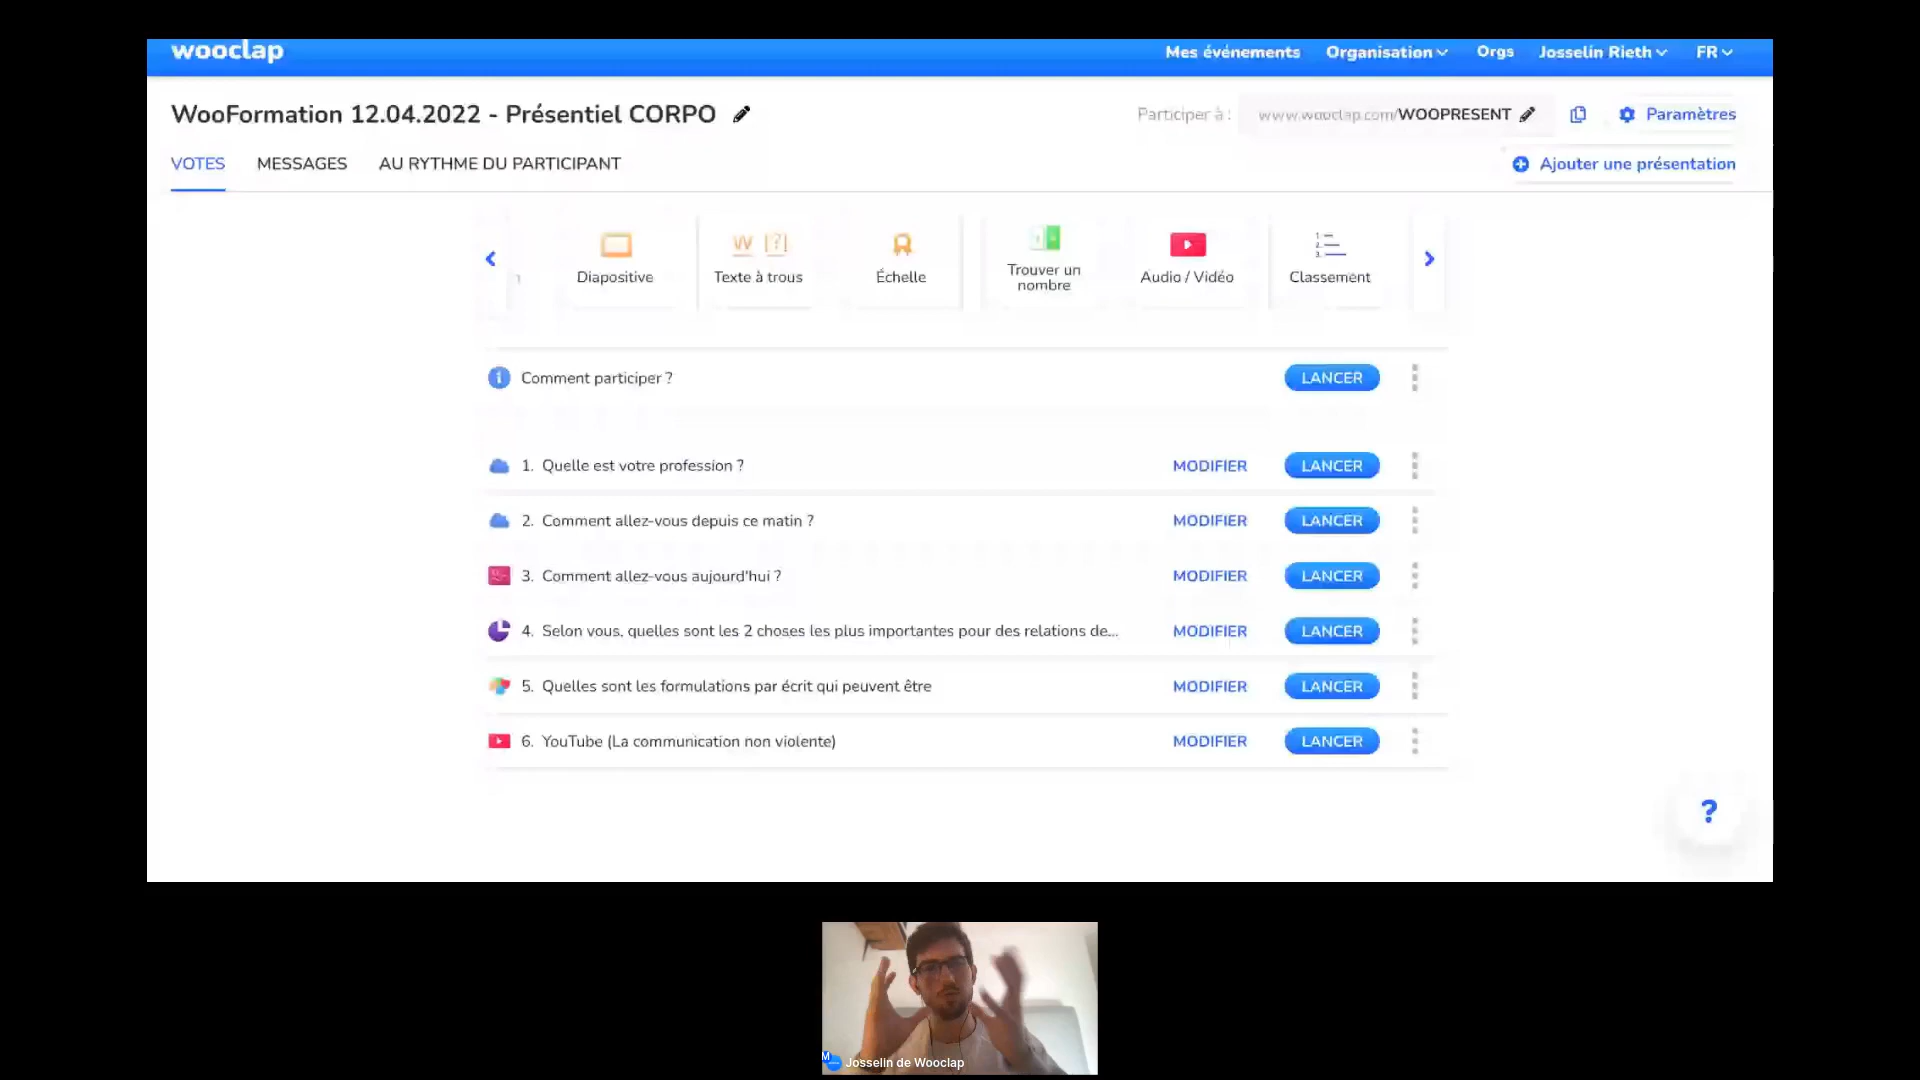 wooclap
Mes événements Organisation Orgs Josselin Rieth FR
WooFormation 12.04.2022 - Présentiel CORPO
Participer à : www.wooclap.com/WOOPRESENT Paramètres
VOTES MESSAGES AU RYTHME DU PARTICIPANT
Ajouter une présentation
Diapositive
Texte à trous
Échelle
Trouver un
nombre
Audio / Vidéo
Classement
Comment participer ? LANCER
1. Quelle est votre profession ? MODIFIER LANCER
2. Comment allez-vous depuis ce matin ? MODIFIER LANCER
3. Comment allez-vous aujourd'hui ? MODIFIER LANCER
4. Selon vous, quelles sont les 2 choses les plus importantes pour des relations de... MODIFIER LANCER
5. Quelles sont les formulations par écrit qui peuvent être MODIFIER LANCER
6. YouTube (La communication non violente) MODIFIER LANCER
?
Josselin de Wooclap